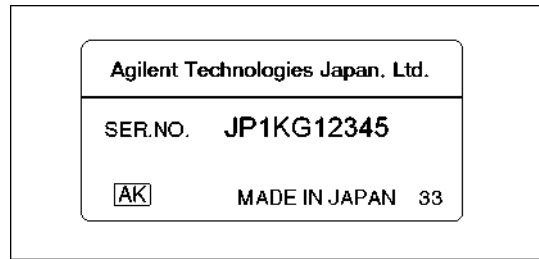 Agilent Technologies Japan, Ltd.
SER.NO. JP1KG12345
AK MADE IN JAPAN 33